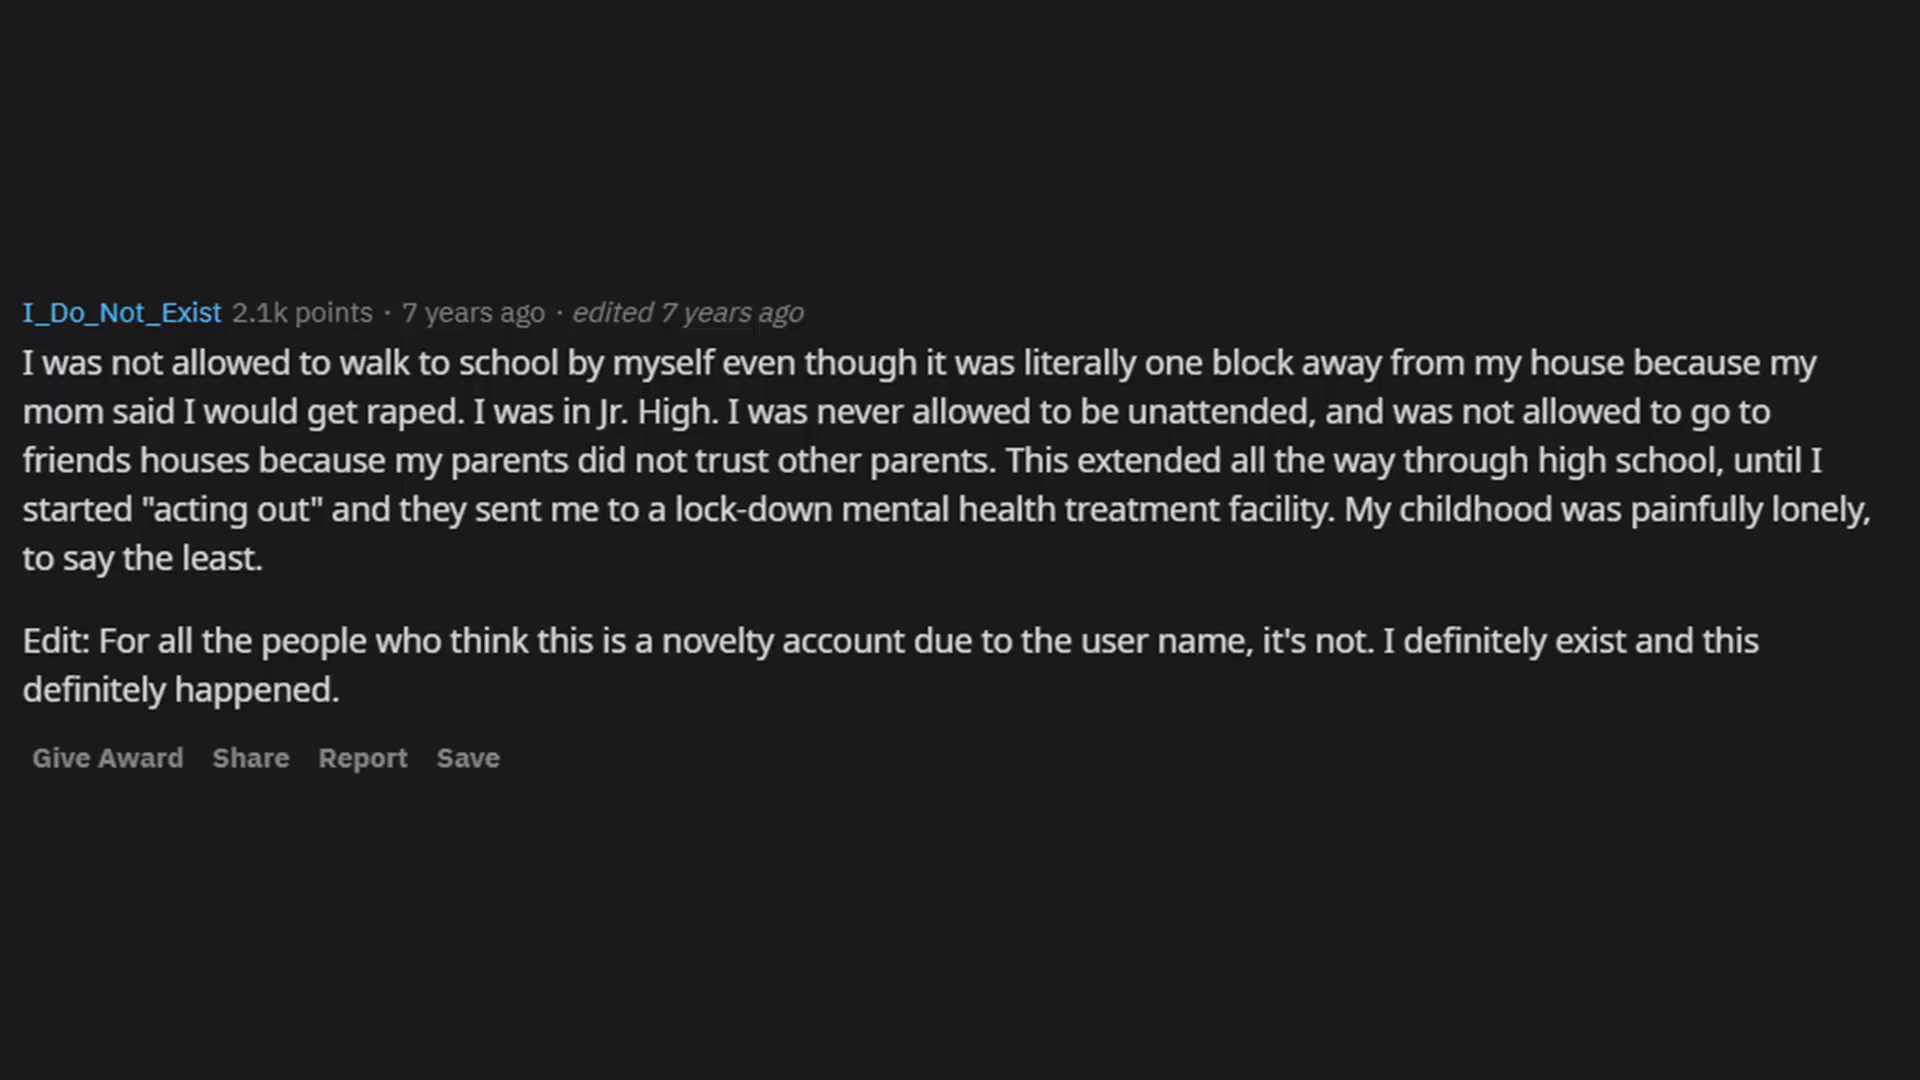 I_Do_Not_Exist 2.1k points · 7 years ago · edited 7 years ago
I was not allowed to walk to school by myself even though it was literally one block away from my house because my
mom said I would get raped. I was in Jr. High. I was never allowed to be unattended, and was not allowed to go to
friends houses because my parents did not trust other parents. This extended all the way through high school, until I
started "acting out" and they sent me to a lock-down mental health treatment facility. My childhood was painfully lonely,
to say the least.
Edit: For all the people who think this is a novelty account due to the user name, it's not. I definitely exist and this
definitely happened.
Give Award Share Report Save